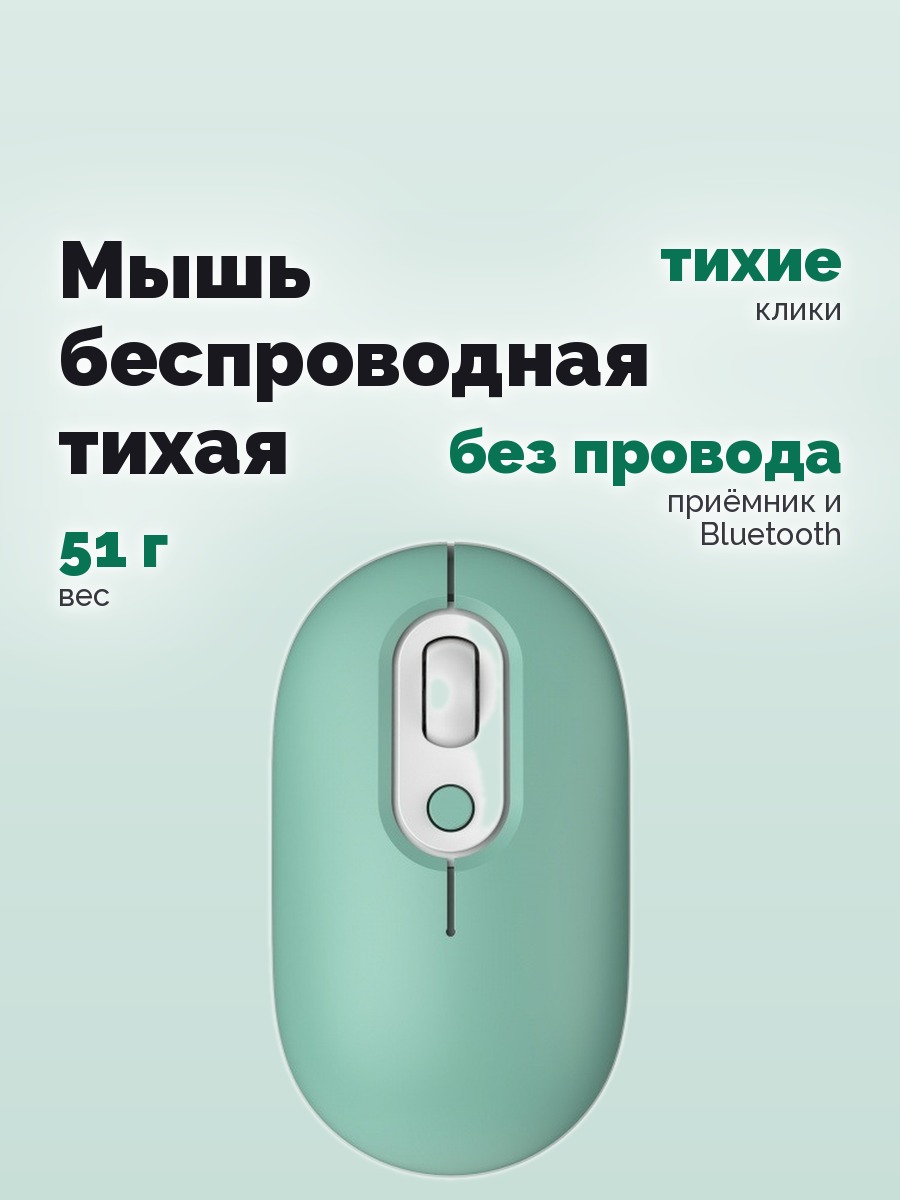 Мышь
беспроводная
тихая
тихие
клики
без провода
приёмник и
Bluetooth
51 г
вес